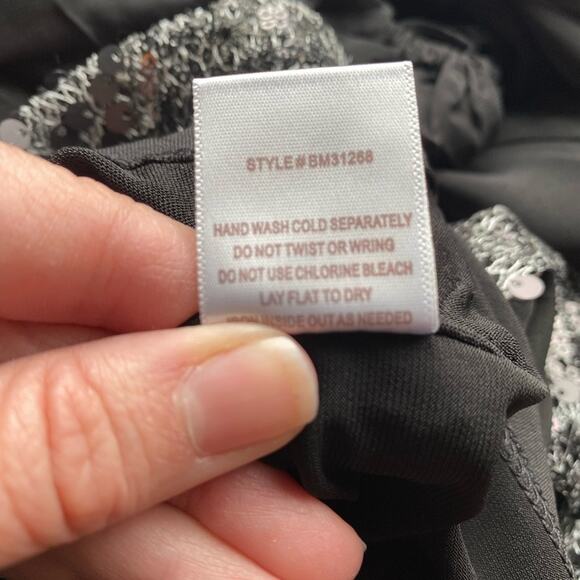 STYLE#BM31268
HAND WASH COLD SEPARATELY
DO NOT TWIST OR WRING
DO NOT USE CHLORINE BLEACH
LAY FLAT TO DRY
IRON INSIDE OUT AS NEEDED